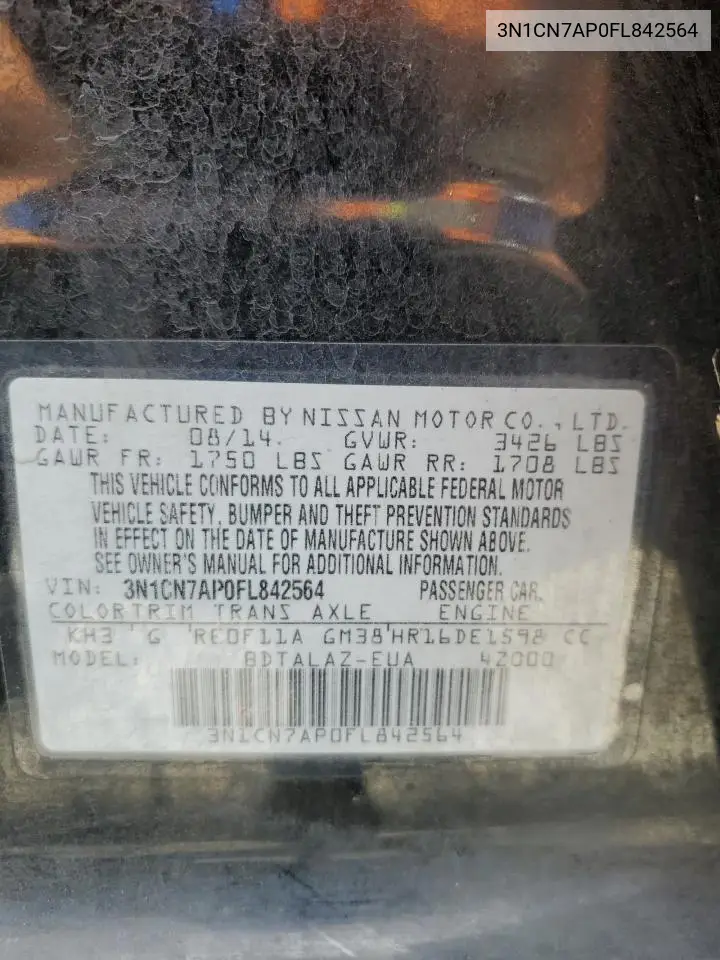 3N1CN7AP0FL842564
MANUFACTURED BY NISSAN MOTOR CO., LTD.
DATE: 08/14. GVWR: 3426 LBS
GAWR FR: 1750 LBS GAWR RR: 1708 LBS
THIS VEHICLE CONFORMS TO ALL APPLICABLE FEDERAL MOTOR
VEHICLE SAFETY, BUMPER AND THEFT PREVENTION STANDARDS
IN EFFECT ON THE DATE OF MANUFACTURE SHOWN ABOVE.
SEE OWNER'S MANUAL FOR ADDITIONAL INFORMATION.
VIN: 3N1CN7AP0FL842564 PASSENGER CAR.
COLOR TRIM TRANS AXLE ENGINE
KH3 G RE0F11A GM38 HR16DE1598 CC
MODEL: BDTALAZ-EUA 42000
3N1CN7AP0FL842564